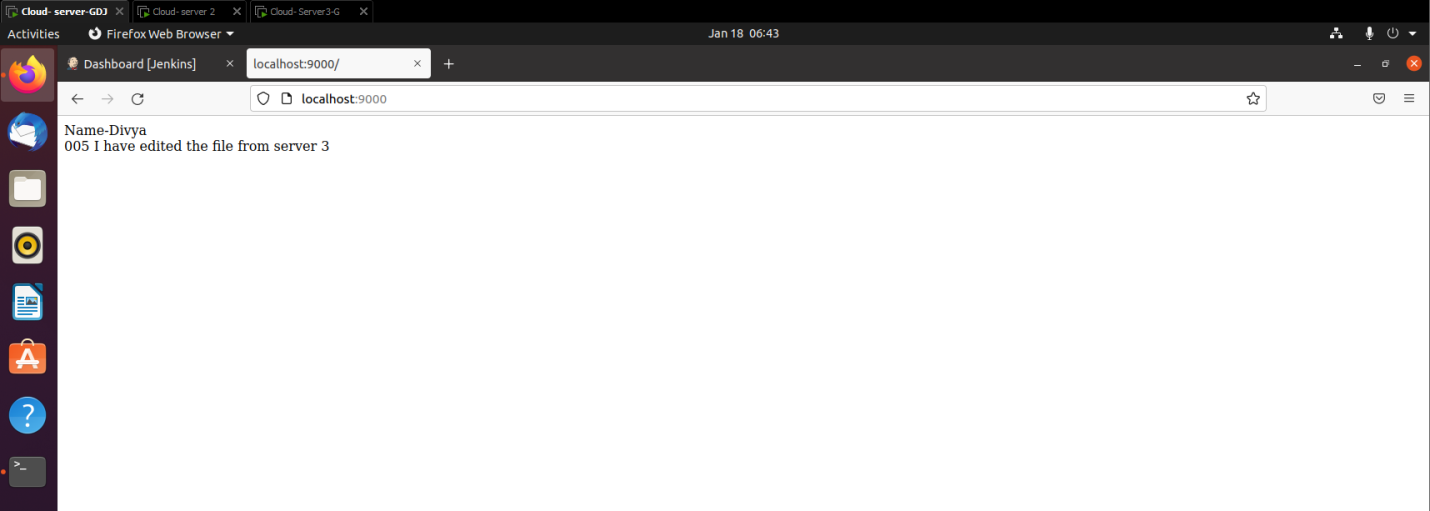 Cloud- server-GDJ Cloud- server 2 Cloud-Server3-G
Activities Firefox Web Browser Jan 18 06:43
Dashboard [Jenkins] localhost:9000/
localhost:9000
Name-Divya
005 I have edited the file from server 3